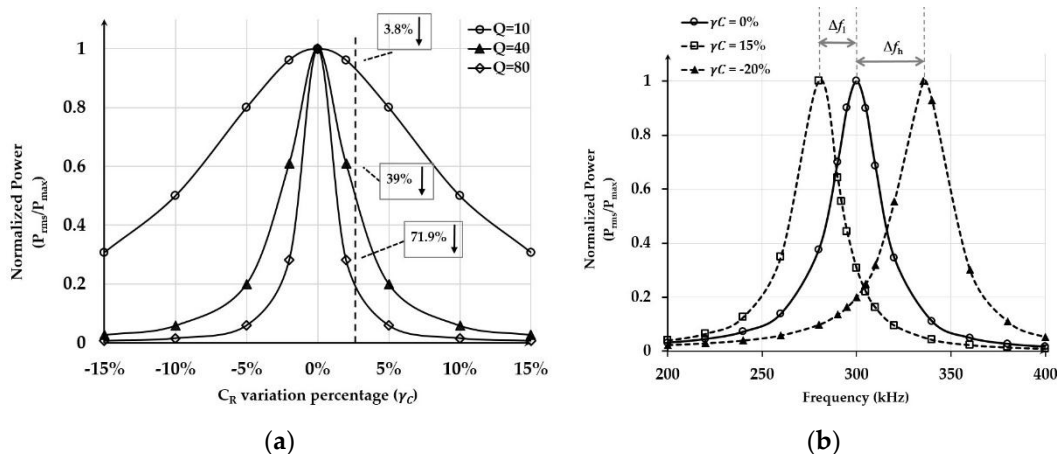 3.8%
Q=10
Q=40
Q=80
1
0.8
0.6
0.4
0.2
0
39%
71.9%
Normalized Power
(Prms/Pmax)
-15%
-10%
-5%
0%
5%
10%
15%
CR variation percentage (γC)
(a)
γC = 0%
γC = 15%
γC = -20%
Δfl
Δfh
1
0.8
0.6
0.4
0.2
0
Normalized Power
(Prms/Pmax)
200
250
300
350
400
Frequency (kHz)
(b)